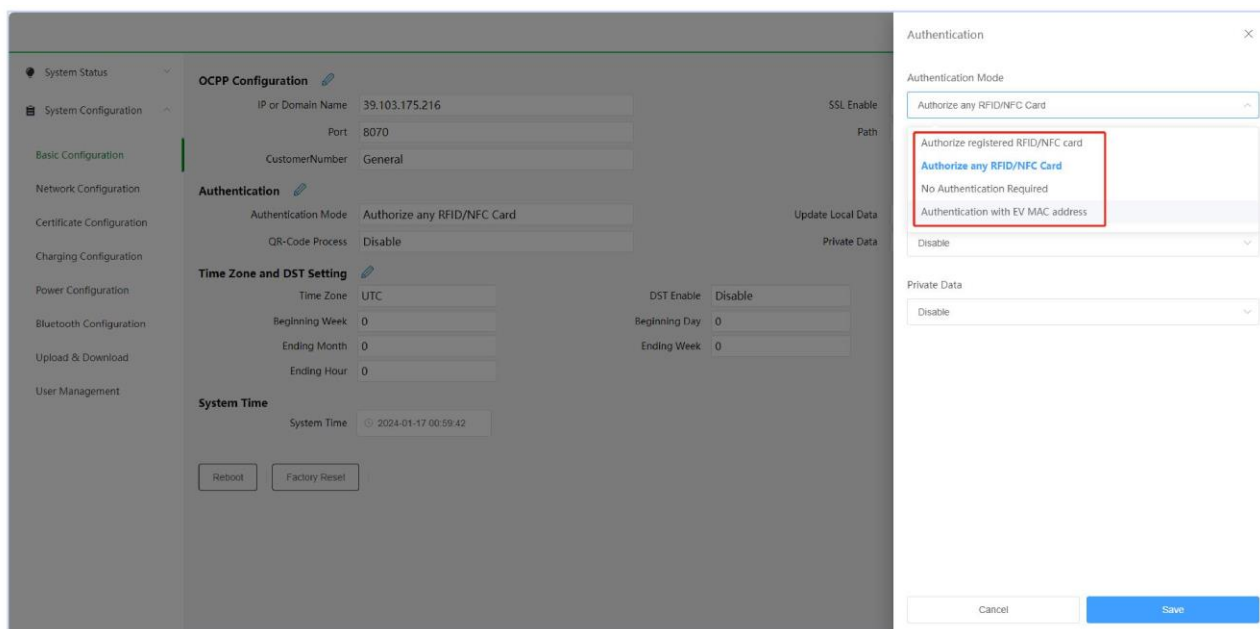 System Status
System Configuration
Basic Configuration
Network Configuration
Certificate Configuration
Charging Configuration
Power Configuration
Bluetooth Configuration
Upload & Download
User Management
OCPP Configuration
IP or Domain Name 39.103.175.216 SSL Enable
Port 8070 Path
CustomerNumber General
Authentication
Authentication Mode Authorize any RFID/NFC Card Update Local Data
QR-Code Process Disable Private Data
Time Zone and DST Setting
Time Zone UTC DST Enable Disable
Beginning Week 0 Beginning Day 0
Ending Month 0 Ending Week 0
Ending Hour 0
System Time
System Time 2024-01-17 00:59:42
Reboot Factory Reset
Authentication
Authentication Mode
Authorize any RFID/NFC Card
Authorize registered RFID/NFC card
Authorize any RFID/NFC Card
No Authentication Required
Authentication with EV MAC address
Disable
Private Data
Disable
Cancel Save